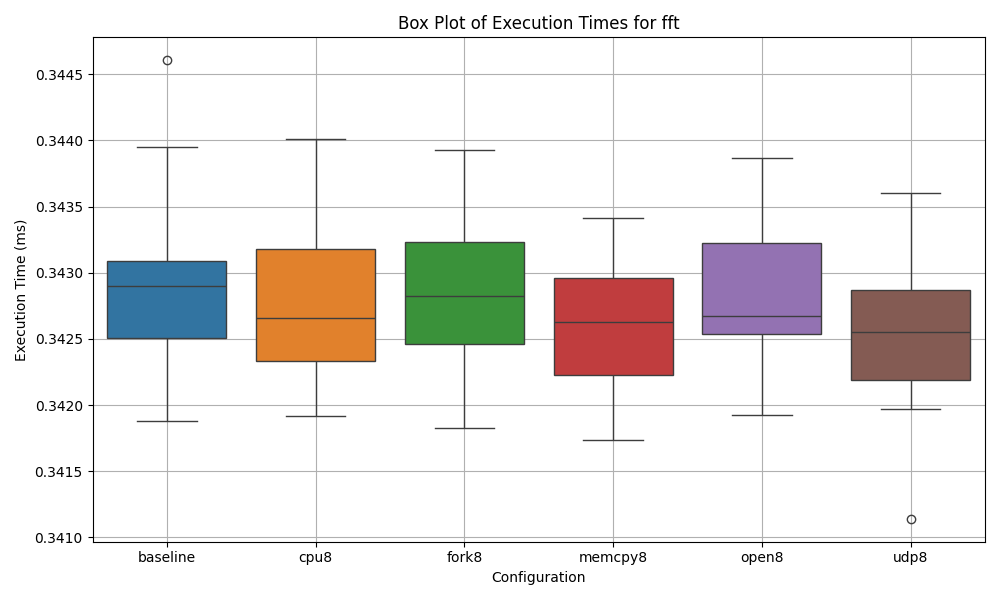 Box Plot of Execution Times for fft
Execution Time (ms)
0.3445
0.3440
0.3435
0.3430
0.3425
0.3420
0.3415
0.3410
baseline cpu8 fork8 memcpy8 open8 udp8
Configuration